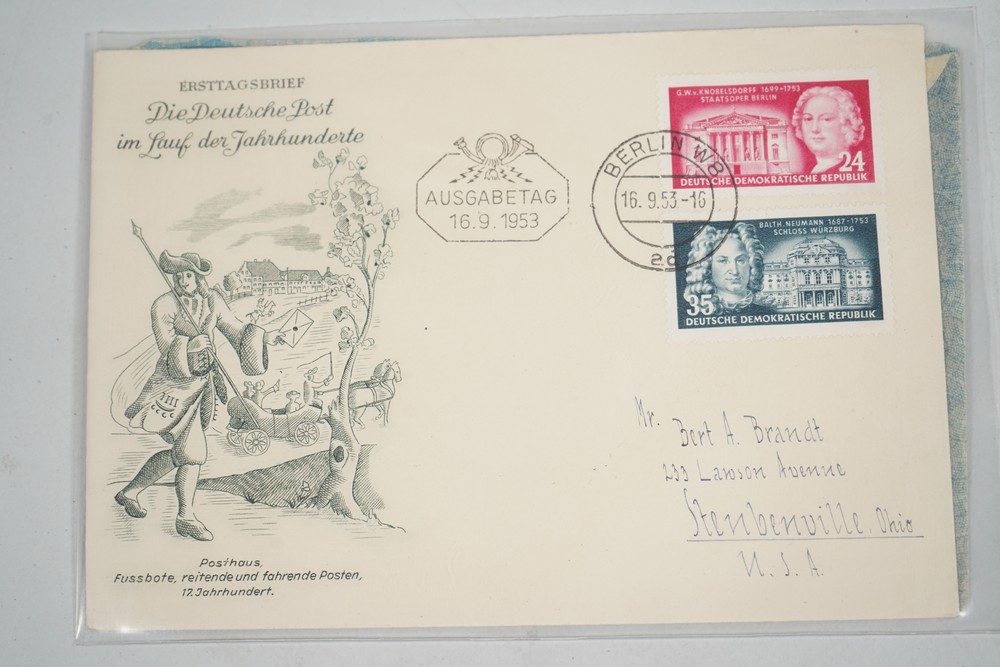 ERSTTAGSBRIEF
Die Deutsche Post
im Lauf der Jahrhunderte
AUSGABETAG
16.9.1953
BERLIN W8
16.9.53-16
ad
G.W.v. KNOBELSDORFF 1699-1753
STAATSOPER BERLIN
24
DEUTSCHE DEMOKRATISCHE REPUBLIK
BALTH. NEUMANN 1687-1753
SCHLOSS WÜRZBURG
35
DEUTSCHE DEMOKRATISCHE REPUBLIK
Mr. Bert A. Brandt
233 Lawson Avenue
Steubenville. Ohio
U.S.A.
Posthaus,
Fussbote, reitende und fahrende Posten,
17. Jahrhundert.